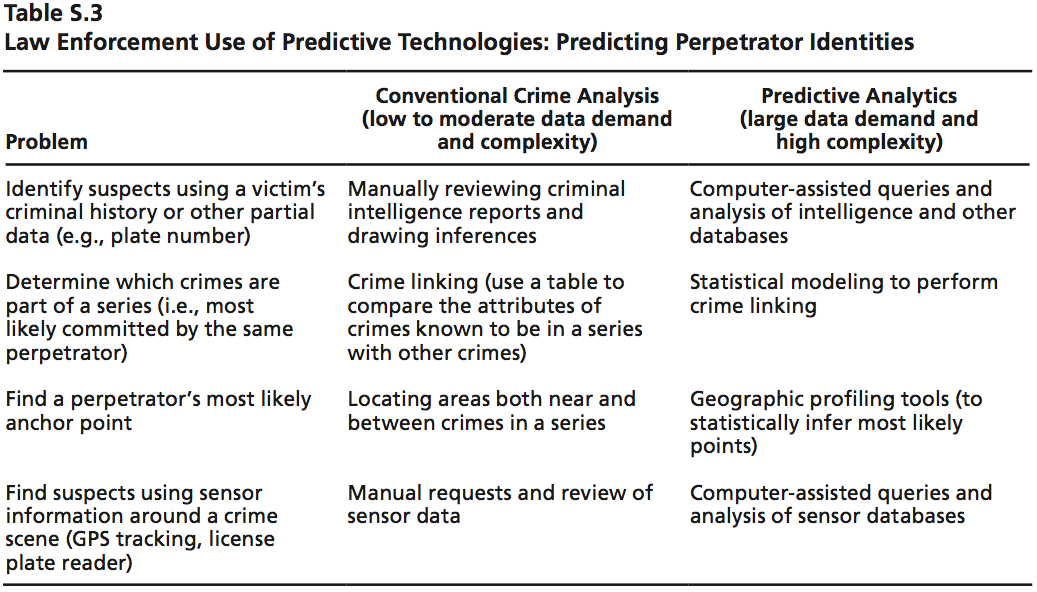 Table S.3
Law Enforcement Use of Predictive Technologies: Predicting Perpetrator Identities
Problem
Conventional Crime Analysis
(low to moderate data demand
and complexity)
Predictive Analytics
(large data demand and
high complexity)
Identify suspects using a victim’s
criminal history or other partial
data (e.g., plate number)
Manually reviewing criminal
intelligence reports and
drawing inferences
Computer-assisted queries and
analysis of intelligence and other
databases
Determine which crimes are
part of a series (i.e., most
likely committed by the same
perpetrator)
Crime linking (use a table to
compare the attributes of
crimes known to be in a series
with other crimes)
Statistical modeling to perform
crime linking
Find a perpetrator’s most likely
anchor point
Locating areas both near and
between crimes in a series
Geographic profiling tools (to
statistically infer most likely
points)
Find suspects using sensor
information around a crime
scene (GPS tracking, license
plate reader)
Manual requests and review of
sensor data
Computer-assisted queries and
analysis of sensor databases